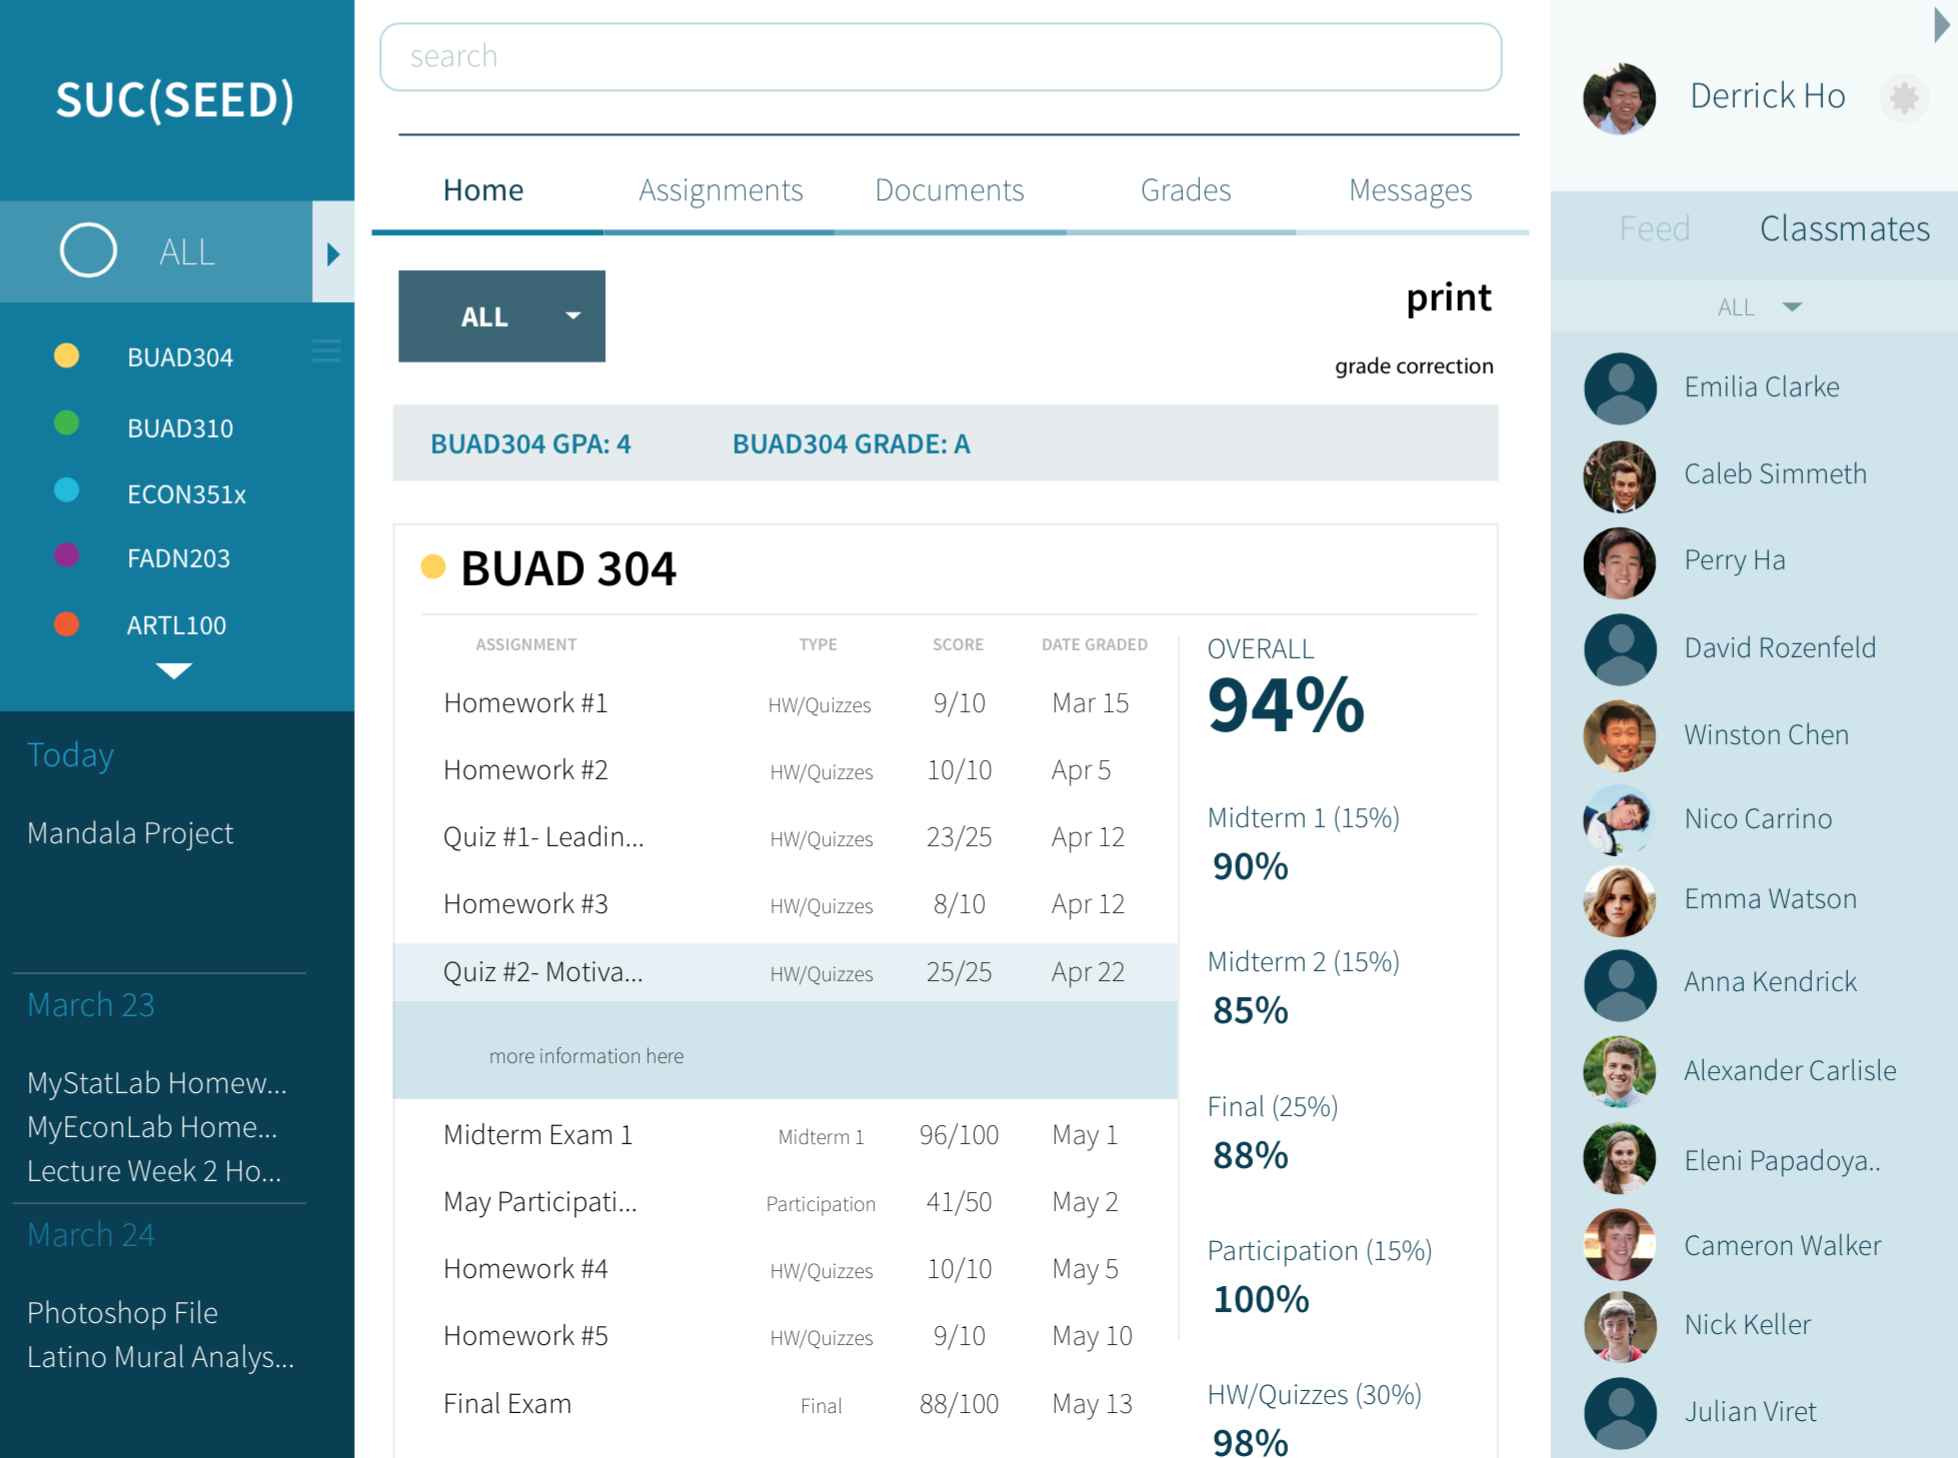 SUC(SEED)
ALL
BUAD304
BUAD310
ECON351x
FADN203
ARTL100
Today
Mandala Project
March 23
MyStatLab Homew...
MyEconLab Home...
Lecture Week 2 Ho...
March 24
Photoshop File
Latino Mural Analys...
search
Home Assignments Documents Grades Messages
ALL
print
grade correction
BUAD304 GPA: 4 BUAD304 GRADE: A
BUAD 304
ASSIGNMENT TYPE SCORE DATE GRADED
Homework #1 HW/Quizzes 9/10 Mar 15
Homework #2 HW/Quizzes 10/10 Apr 5
Quiz #1- Leadin... HW/Quizzes 23/25 Apr 12
Homework #3 HW/Quizzes 8/10 Apr 12
Quiz #2- Motiva... HW/Quizzes 25/25 Apr 22
more information here
Midterm Exam 1 Midterm 1 96/100 May 1
May Participati... Participation 41/50 May 2
Homework #4 HW/Quizzes 10/10 May 5
Homework #5 HW/Quizzes 9/10 May 10
Final Exam Final 88/100 May 13
OVERALL
94%
Midterm 1 (15%)
90%
Midterm 2 (15%)
85%
Final (25%)
88%
Participation (15%)
100%
HW/Quizzes (30%)
98%
Derrick Ho
Feed Classmates
ALL
Emilia Clarke
Caleb Simmeth
Perry Ha
David Rozenfeld
Winston Chen
Nico Carrino
Emma Watson
Anna Kendrick
Alexander Carlisle
Eleni Papadoya..
Cameron Walker
Nick Keller
Julian Viret